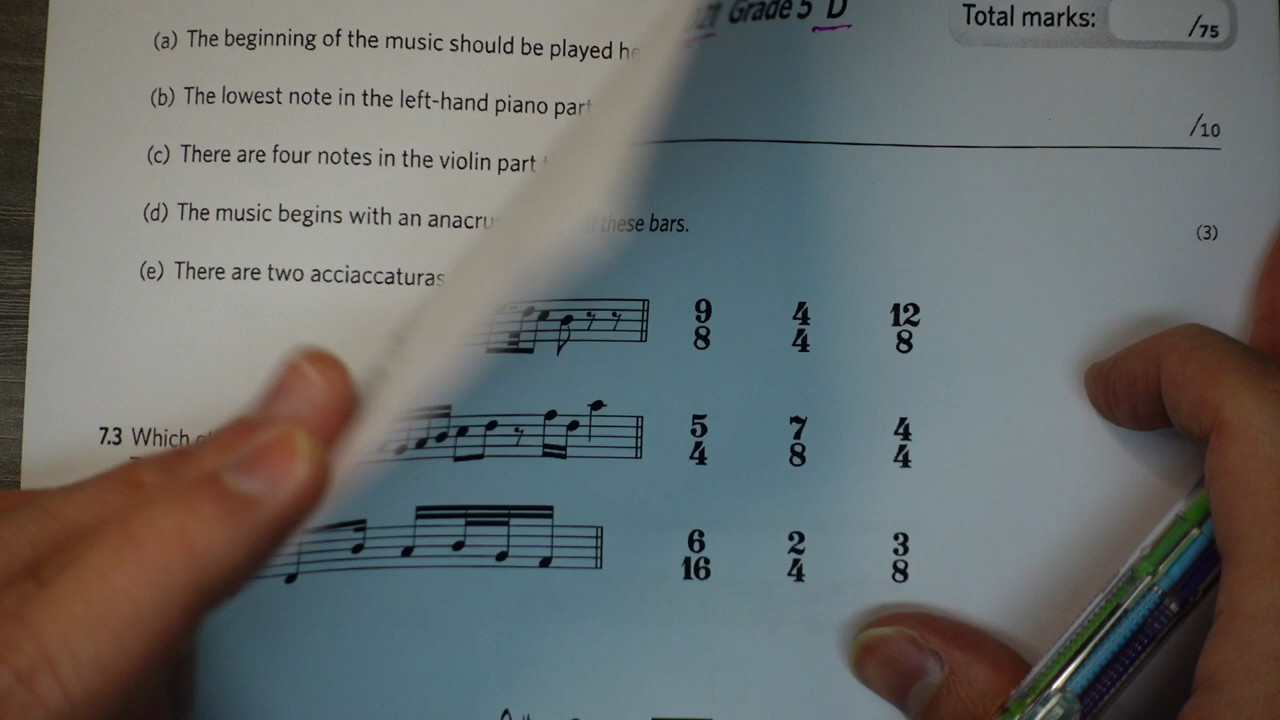 (a) The beginning of the music should be played
(b) The lowest note in the left-hand piano part
(c) There are four notes in the violin part
(d) The music begins with an
(e) There are two acciaccaturas
7.3 Which
Grade 5 D
Total marks: /75
/10
these bars.
(3)
9 4 12
8 4 8
5 7 4
4 8 4
6 2 3
16 4 8